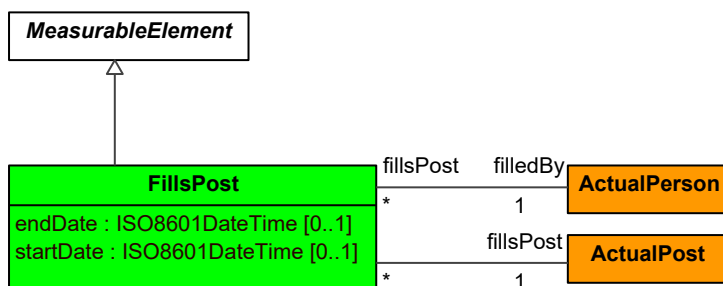 MeasurableElement
fillsPost filledBy
FillsPost
ActualPerson
* 1
endDate : ISO8601DateTime [0..1]
startDate : ISO8601DateTime [0..1]
fillsPost
ActualPost
* 1